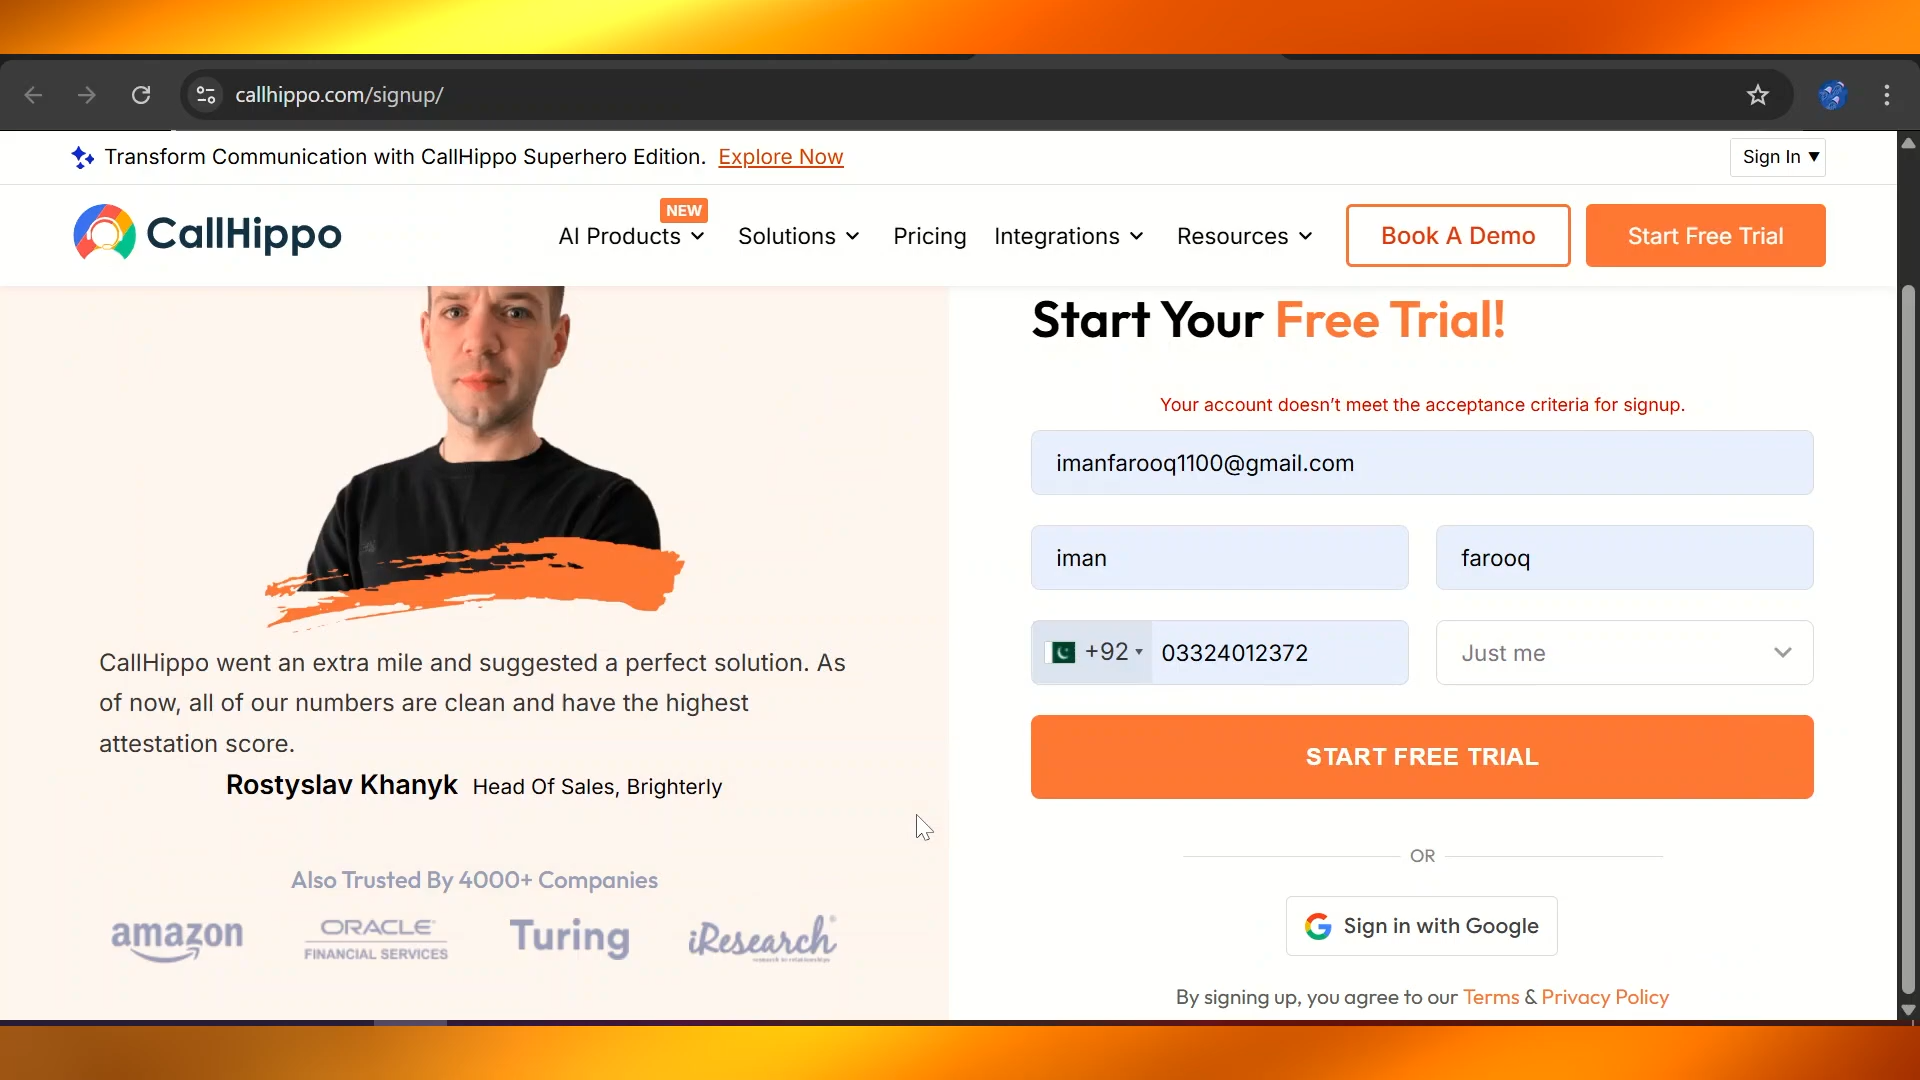 callhippo.com/signup/
Transform Communication with CallHippo Superhero Edition. Explore Now
Sign In ▼
CallHippo
NEW
AI Products
Solutions
Pricing
Integrations
Resources
Book A Demo
Start Free Trial
Start Your Free Trial!
Your account doesn’t meet the acceptance criteria for signup.
imanfarooq1100@gmail.com
iman
farooq
+92 03324012372
Just me
START FREE TRIAL
OR
Sign in with Google
By signing up, you agree to our Terms & Privacy Policy
CallHippo went an extra mile and suggested a perfect solution. As
of now, all of our numbers are clean and have the highest
attestation score.
Rostyslav Khanyk Head Of Sales, Brighterly
Also Trusted By 4000+ Companies
amazon
ORACLE
FINANCIAL SERVICES
Turing
iResearch